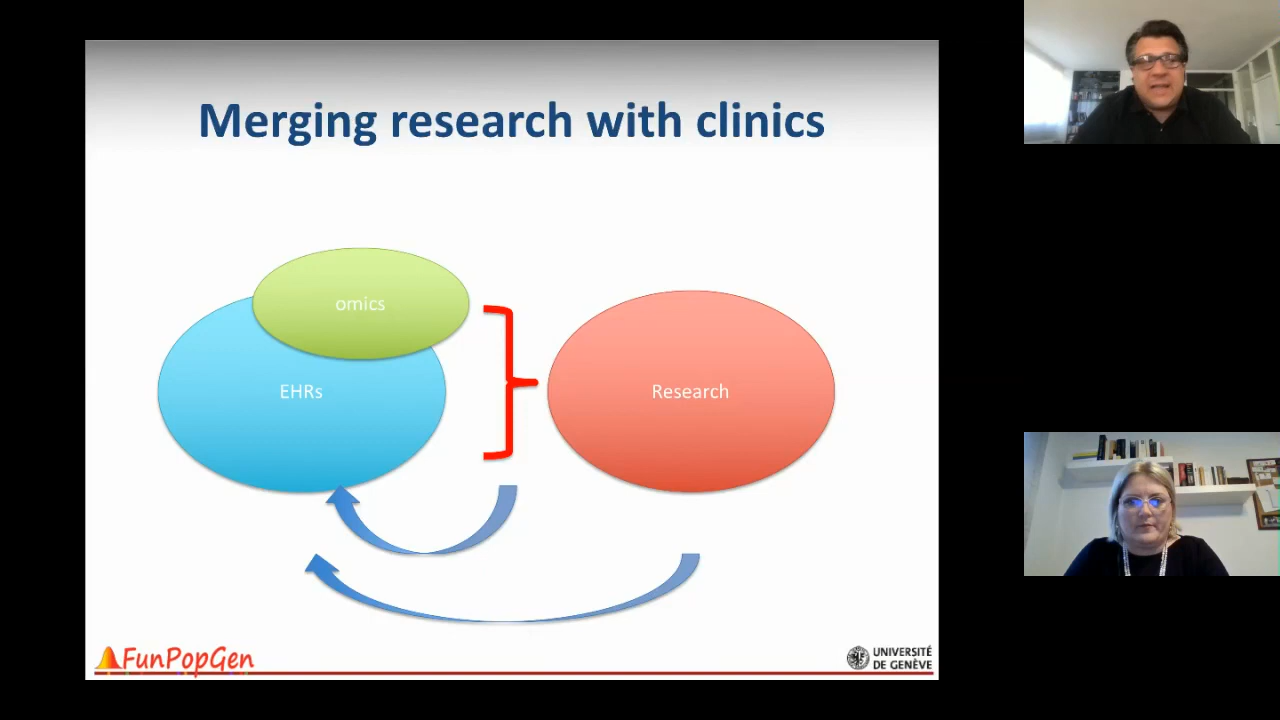 Merging research with clinics
omics
EHRs
Research
FunPopGen
UNIVERSITÉ
DE GENÈVE